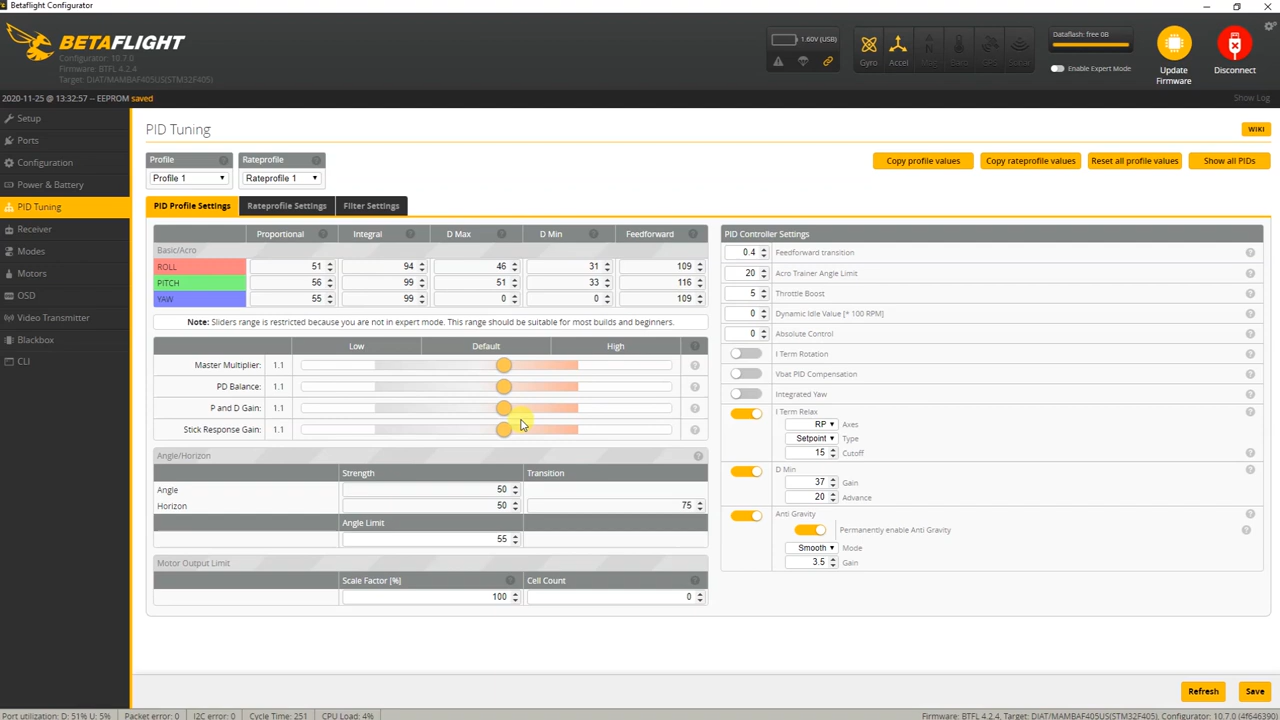 Betaflight Configurator
BETAFLIGHT
Configurator: 10.7.0
Firmware: BTFL 4.2.4
Target: DIAT/MAMBAF405US(STM32F405)
1.60V (USB)
Gyro
Accel
Mag
Baro
GPS
Sonar
Dataflash: free 0B
Enable Expert Mode
Update Firmware
Disconnect
2020-11-25 @ 13:32:57 -- EEPROM saved
Show Log
Setup
Ports
Configuration
Power & Battery
PID Tuning
Receiver
Modes
Motors
OSD
Video Transmitter
Blackbox
CLI
PID Tuning
WIKI
Profile
Rateprofile
Profile 1
Rateprofile 1
Copy profile values
Copy rateprofile values
Reset all profile values
Show all PIDs
PID Profile Settings
Rateprofile Settings
Filter Settings
Proportional Integral D Max D Min Feedforward
Basic/Acro
ROLL 51 94 46 31 109
PITCH 56 99 51 33 116
YAW 55 99 0 0 109
Note: Sliders range is restricted because you are not in expert mode. This range should be suitable for most builds and beginners.
Low Default High
Master Multiplier: 1.1
PD Balance: 1.1
P and D Gain: 1.1
Stick Response Gain: 1.1
Angle/Horizon
Strength Transition
Angle 50
Horizon 50 75
Angle Limit
55
Motor Output Limit
Scale Factor [%] Cell Count
100 0
PID Controller Settings
0.4 Feedforward transition
20 Acro Trainer Angle Limit
5 Throttle Boost
0 Dynamic Idle Value [* 100 RPM]
0 Absolute Control
I Term Rotation
Vbat PID Compensation
Integrated Yaw
I Term Relax
RP Axes
Setpoint Type
15 Cutoff
D Min
37 Gain
20 Advance
Anti Gravity
Permanently enable Anti Gravity
Smooth Mode
3.5 Gain
Refresh
Save
Port utilization: D: 51% U: 5%
Packet error: 0
I2C error: 0
Cycle Time: 251
CPU Load: 4%
Firmware: BTFL 4.2.4, Target: DIAT/MAMBAF405US(STM32F405), Configurator: 10.7.0 (4f646390)